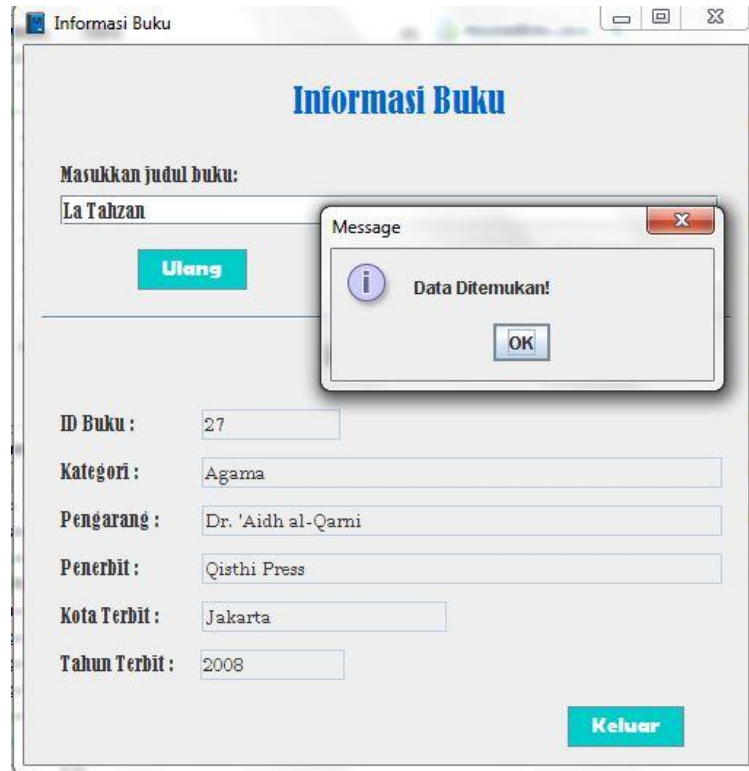 Informasi Buku
Informasi Buku
Masukkan judul buku:
La Tahzan
Message
Ulang
Data Ditemukan!
OK
ID Buku : 27
Kategori : Agama
Pengarang : Dr. 'Aidh al-Qarni
Penerbit : Qisthi Press
Kota Terbit : Jakarta
Tahun Terbit : 2008
Keluar